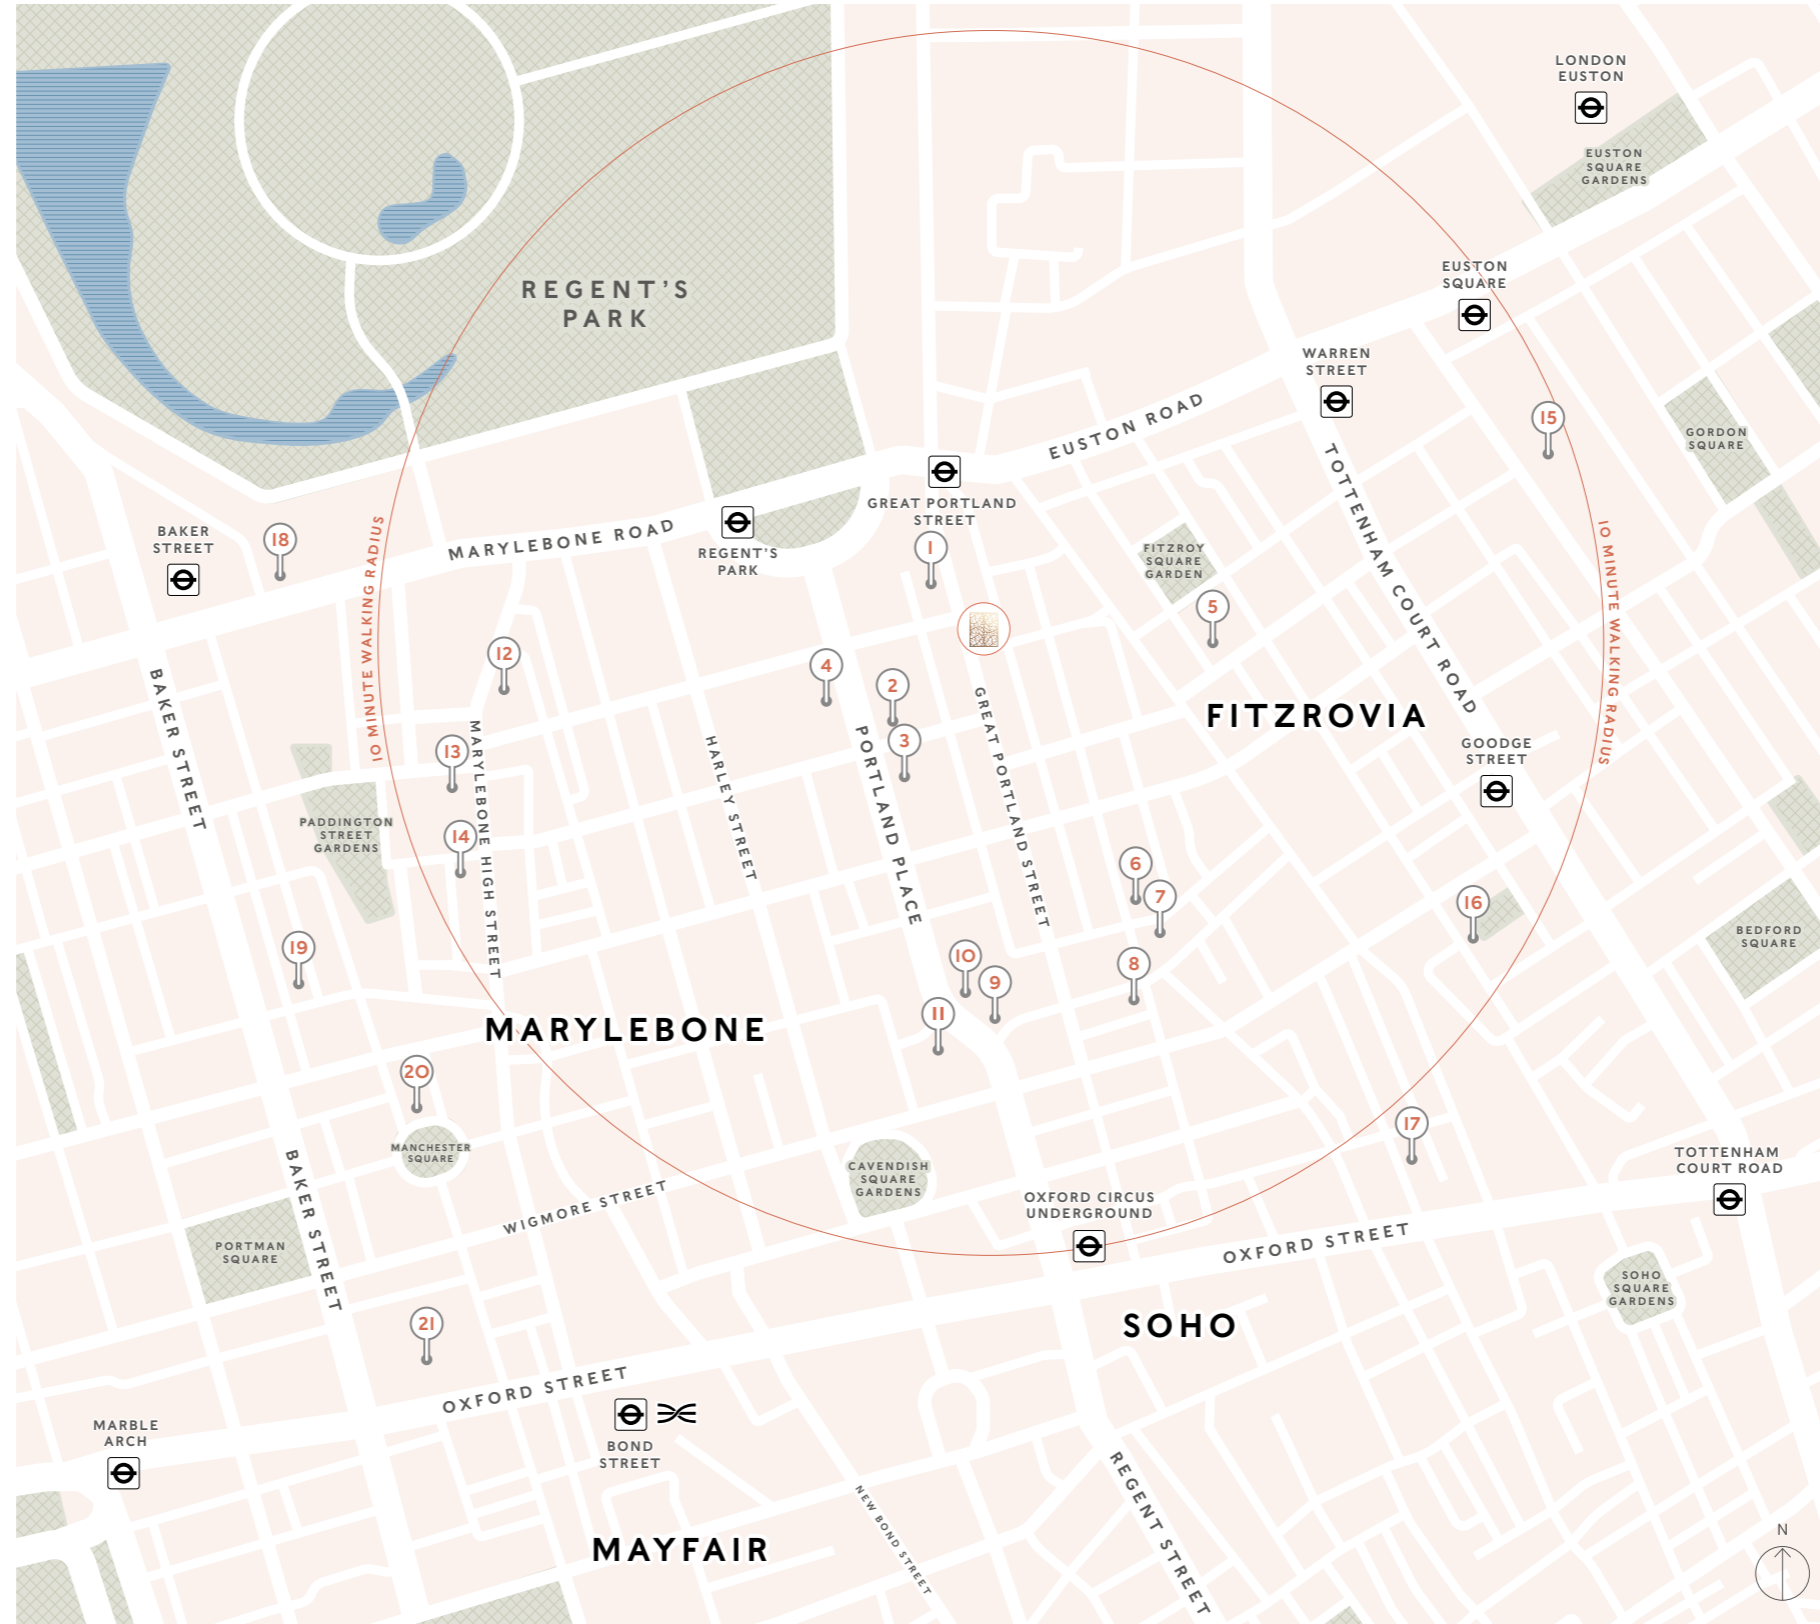 LONDON
EUSTON
EUSTON
SQUARE
GARDENS
REGENT'S
PARK
EUSTON
SQUARE
WARREN
STREET
EUSTON ROAD
15
GORDON
SQUARE
TOTTENHAM COURT ROAD
GREAT PORTLAND
STREET
BAKER
STREET
18
10 MINUTE WALKING RADIUS
MARYLEBONE ROAD
REGENT'S
PARK
1
FITZROY
SQUARE
GARDEN
5
10 MINUTE WALKING RADIUS
12
4
2
3
BAKER STREET
13
MARYLEBONE HIGH STREET
HARLEY STREET
PORTLAND PLACE
GREAT PORTLAND STREET
FITZROVIA
GOODGE
STREET
PADDINGTON
STREET
GARDENS
14
6
7
16
BEDFORD
SQUARE
19
10
9
8
11
MARYLEBONE
20
MANCHESTER
SQUARE
17
CAVENDISH
SQUARE
GARDENS
TOTTENHAM
COURT ROAD
BAKER STREET
WIGMORE STREET
OXFORD CIRCUS
UNDERGROUND
OXFORD STREET
PORTMAN
SQUARE
SOHO
SQUARE
GARDENS
21
SOHO
OXFORD STREET
MARBLE
ARCH
BOND
STREET
NEW BOND STREET
REGENT STREET
MAYFAIR
N